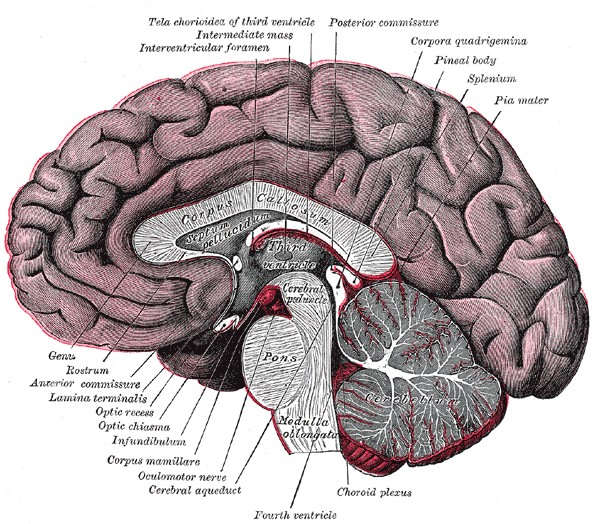 Tela chorioidea of third ventricle
Posterior commissure
Intermediate mass
Interventricular foramen
Corpora quadrigemina
Pineal body
Splenium
Pia mater
Corpus Callosum
Septum
pellucidum
Third
ventricle
Cerebral
peduncle
Pons
Cerebellum
Medulla
oblongata
Genu
Rostrum
Anterior commissure
Lamina terminalis
Optic recess
Optic chiasma
Infundibulum
Corpus mamillare
Oculomotor nerve
Cerebral aqueduct
Choroid plexus
Fourth ventricle